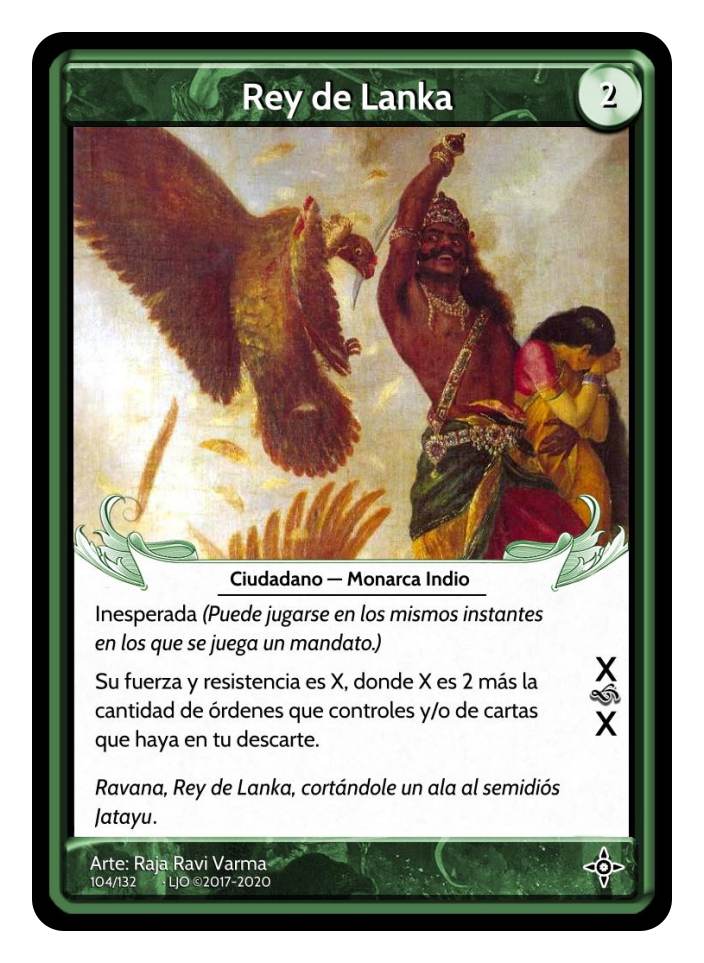 Rey de Lanka
2
Ciudadano — Monarca Indio
Inesperada (Puede jugarse en los mismos instantes
en los que se juega un mandato.)
Su fuerza y resistencia es X, donde X es 2 más la
cantidad de órdenes que controles y/o de cartas
que haya en tu descarte.
X
X
Ravana, Rey de Lanka, cortándole un ala al semidiós
Jatayu.
Arte: Raja Ravi Varma
104/132 · LJO ©2017-2020